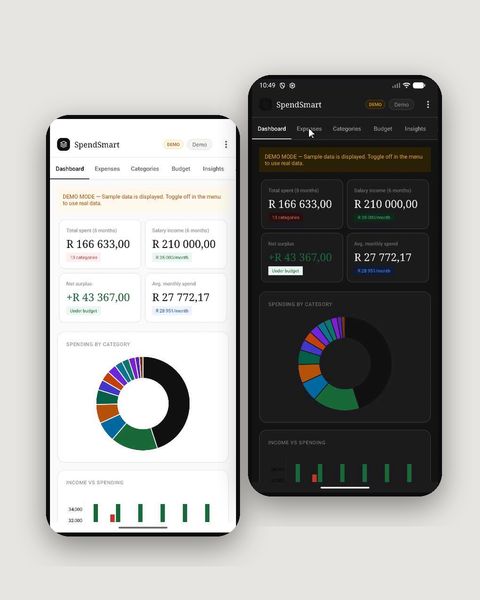 SpendSmart
DEMO
Demo
Dashboard
Expenses
Categories
Budget
Insights
DEMO MODE — Sample data is displayed. Toggle off in the menu
to use real data.
Total spent (6 months)
R 166 633,00
13 categories
Salary income (6 months)
R 210 000,00
Net surplus
+R 43 367,00
Under budget
Avg. monthly spend
R 27 772,17
SPENDING BY CATEGORY
INCOME VS SPENDING
34,000
32,000
10:49
SpendSmart
DEMO
Demo
Dashboard
Expenses
Categories
Budget
Insights
DEMO MODE — Sample data is displayed. Toggle off in the menu
to use real data.
Total spent (6 months)
R 166 633,00
13 categories
Salary income (6 months)
R 210 000,00
Net surplus
+R 43 367,00
Under budget
Avg. monthly spend
R 27 772,17
SPENDING BY CATEGORY
INCOME VS SPENDING